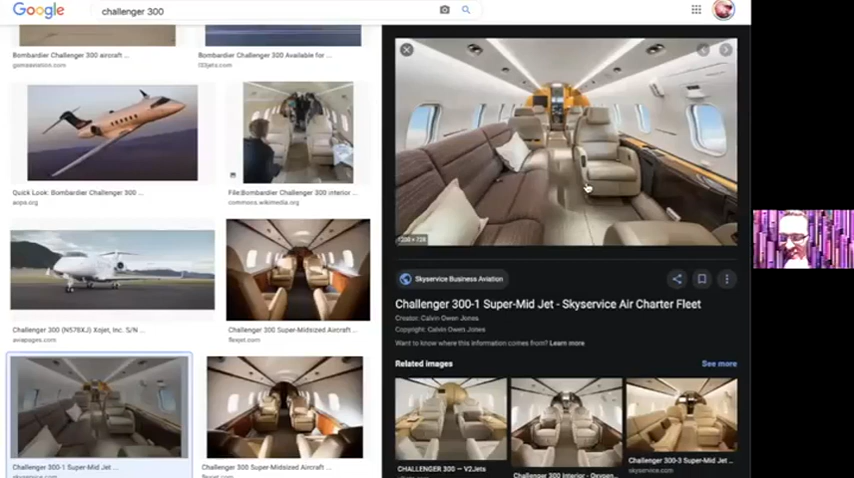 Google
challenger 300
Bombardier Challenger 300 aircraft ...
Bombardier Challenger 300 Available for ...
Quick Look: Bombardier Challenger 300 ...
aopa.org
File:Bombardier Challenger 300 interior ...
commons.wikimedia.org
Challenger 300 (N576XJ) Xojet, Inc. S/N ...
avapages.com
Challenger 300 Super-Midsized Aircraft ...
flexjet.com
Challenger 300-1 Super-Mid Jet ...
Challenger 300 Super-Midsized Aircraft ...
1200 × 728
Skyservice Business Aviation
Challenger 300-1 Super-Mid Jet - Skyservice Air Charter Fleet
Creator: Calvin Owen Jones.
Copyright: Calvin Owen Jones
Want to know where this information comes from? Learn more
Related images
See more
CHALLENGER 300 — V2Jets
Challenger 300 Interior - Oxygen...
Challenger 300-3 Super-Mid Jet ...
skyservice.com